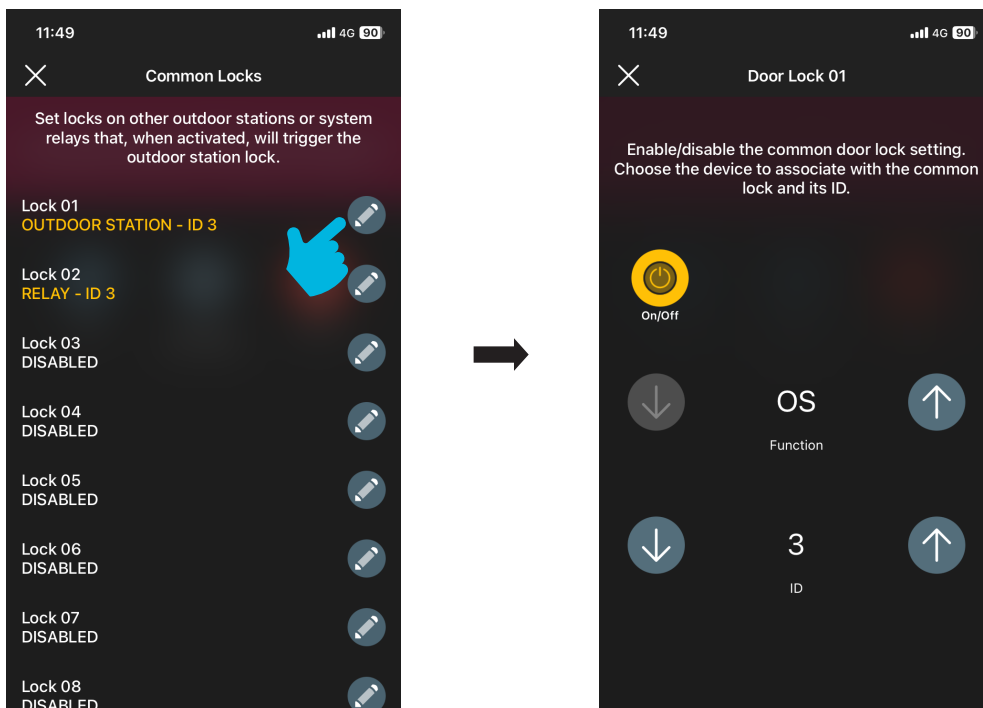 11:49
4G 90
Common Locks
Set locks on other outdoor stations or system
relays that, when activated, will trigger the
outdoor station lock.
Lock 01
OUTDOOR STATION - ID 3
Lock 02
RELAY - ID 3
Lock 03
DISABLED
Lock 04
DISABLED
Lock 05
DISABLED
Lock 06
DISABLED
Lock 07
DISABLED
Lock 08
DISABLED
11:49
4G 90
Door Lock 01
Enable/disable the common door lock setting.
Choose the device to associate with the common
lock and its ID.
On/Off
OS
Function
3
ID